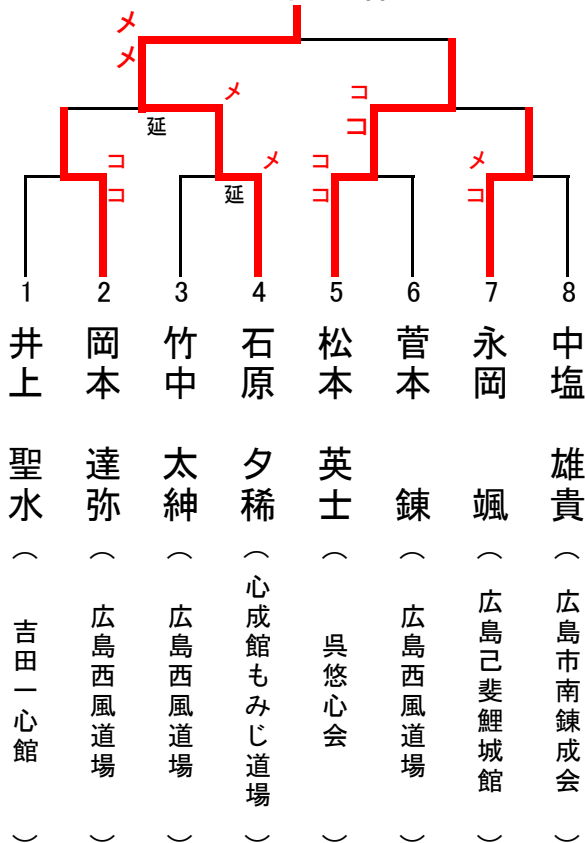 メ
メ
メ
コ
コ
延
コ
コ
メ
延
コ
コ
メ
コ
1 2 3 4 5 6 7 8
井上 聖水
（吉田一心館）
岡本 達弥
（広島西風道場）
竹中 太紳
（広島西風道場）
石原 夕稀
（心成館もみじ道場）
松本 英士
（呉悠心会）
菅本 錬
（広島西風道場）
永岡 颯
（広島己斐鯉城館）
中塩 雄貴
（広島市南錬成会）